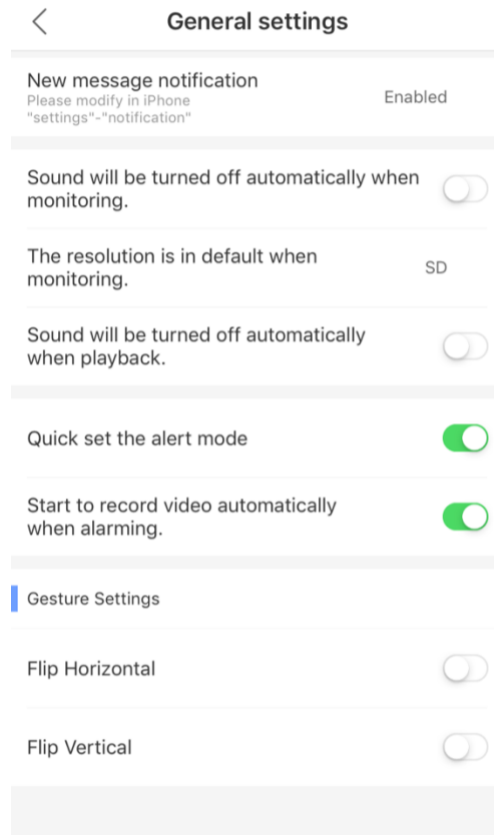 General settings
New message notification
Please modify in iPhone
"settings"-"notification"
Enabled
Sound will be turned off automatically when
monitoring.
The resolution is in default when
monitoring.
SD
Sound will be turned off automatically
when playback.
Quick set the alert mode
Start to record video automatically
when alarming.
Gesture Settings
Flip Horizontal
Flip Vertical